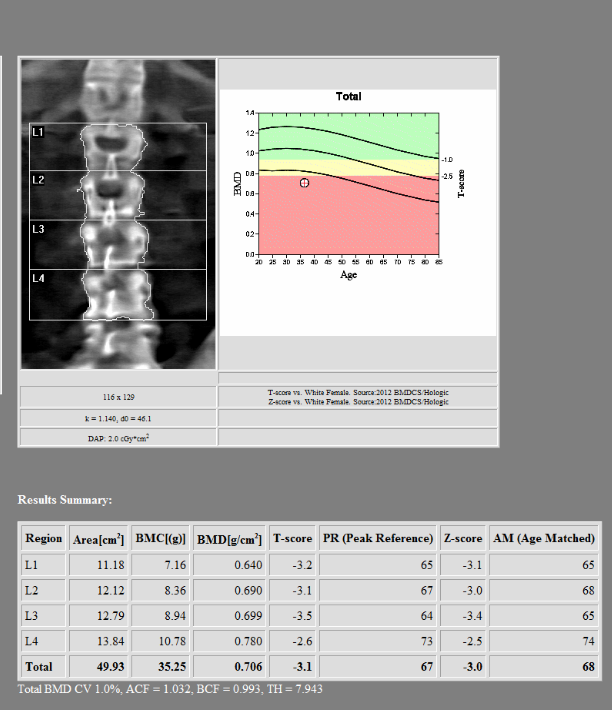 L1
L2
L3
L4
Total
1.4
1.2
1.0
0.8
0.6
0.4
0.2
0.0
BMD
20 25 30 35 40 45 50 55 60 65 70 75 80 85
Age
-1.0
-2.5
T-score
116 x 129
k = 1.140, d0 = 46.1
DAP: 2.0 cGy*cm²
T-score vs. White Female. Source:2012 BMDCS/Hologic
Z-score vs. White Female. Source:2012 BMDCS/Hologic
Results Summary:
Region Area[cm²] BMC[(g)] BMD[g/cm²] T-score PR (Peak Reference) Z-score AM (Age Matched)
L1 11.18 7.16 0.640 -3.2 65 -3.1 65
L2 12.12 8.36 0.690 -3.1 67 -3.0 68
L3 12.79 8.94 0.699 -3.5 64 -3.4 65
L4 13.84 10.78 0.780 -2.6 73 -2.5 74
Total 49.93 35.25 0.706 -3.1 67 -3.0 68
Total BMD CV 1.0%, ACF = 1.032, BCF = 0.993, TH = 7.943